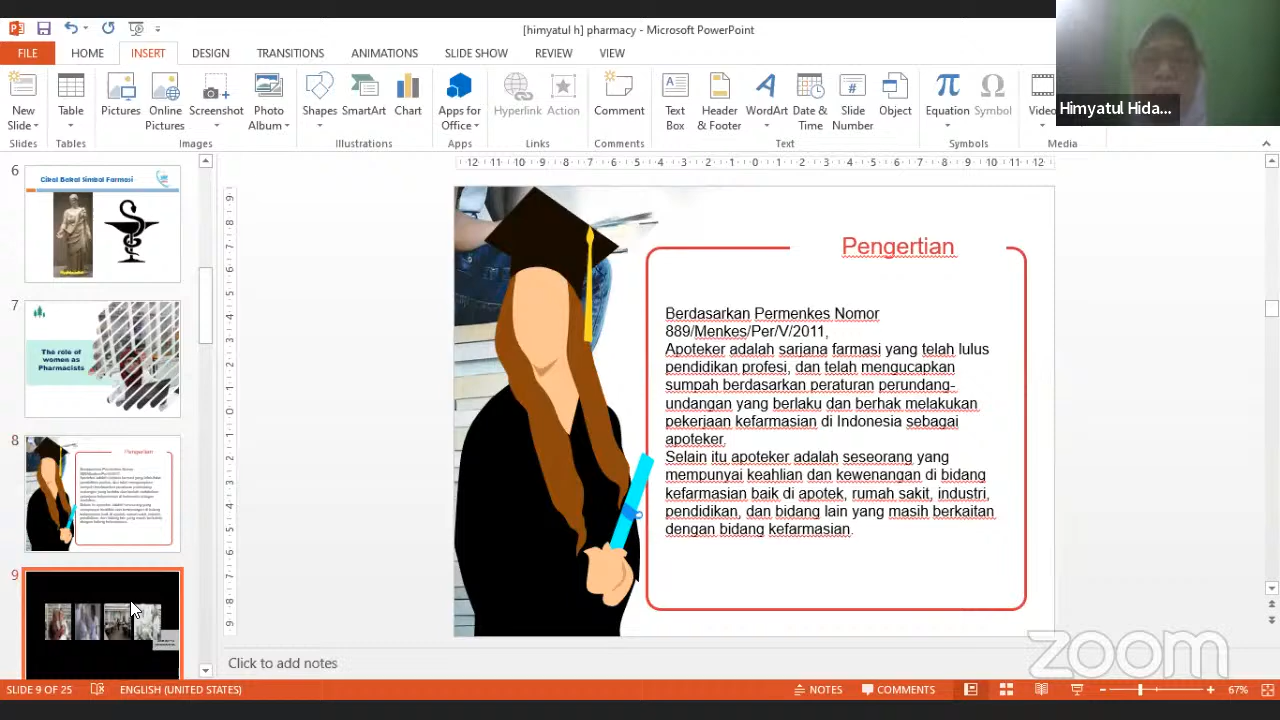 [himyatul h] pharmacy - Microsoft PowerPoint
FILE HOME INSERT DESIGN TRANSITIONS ANIMATIONS SLIDE SHOW REVIEW VIEW
New Slide
Table
Pictures
Online Pictures
Screenshot
Photo Album
Shapes
SmartArt
Chart
Apps for Office
Hyperlink
Action
Comment
Text Box
Header & Footer
WordArt
Date & Time
Slide Number
Object
Equation
Symbol
Video
Slides Tables Images Illustrations Apps Links Comments Text Symbols Media
Himyatul Hida...
6
Cikal Bakal Simbol Farmasi
7
The role of
women as
Pharmacists
8
Pengertian
9
Pengertian
Berdasarkan Permenkes Nomor
889/Menkes/Per/V/2011,
Apoteker adalah sarjana farmasi yang telah lulus
pendidikan profesi, dan telah mengucapkan
sumpah berdasarkan peraturan perundang-
undangan yang berlaku dan berhak melakukan
pekerjaan kefarmasian di Indonesia sebagai
apoteker.
Selain itu apoteker adalah seseorang yang
mempunyai keahlian dan kewenangan di bidang
kefarmasian baik di apotek, rumah sakit, industri,
pendidikan, dan bidang lain yang masih berkaitan
dengan bidang kefarmasian.
Click to add notes
zoom
SLIDE 9 OF 25 ENGLISH (UNITED STATES) NOTES COMMENTS 67%